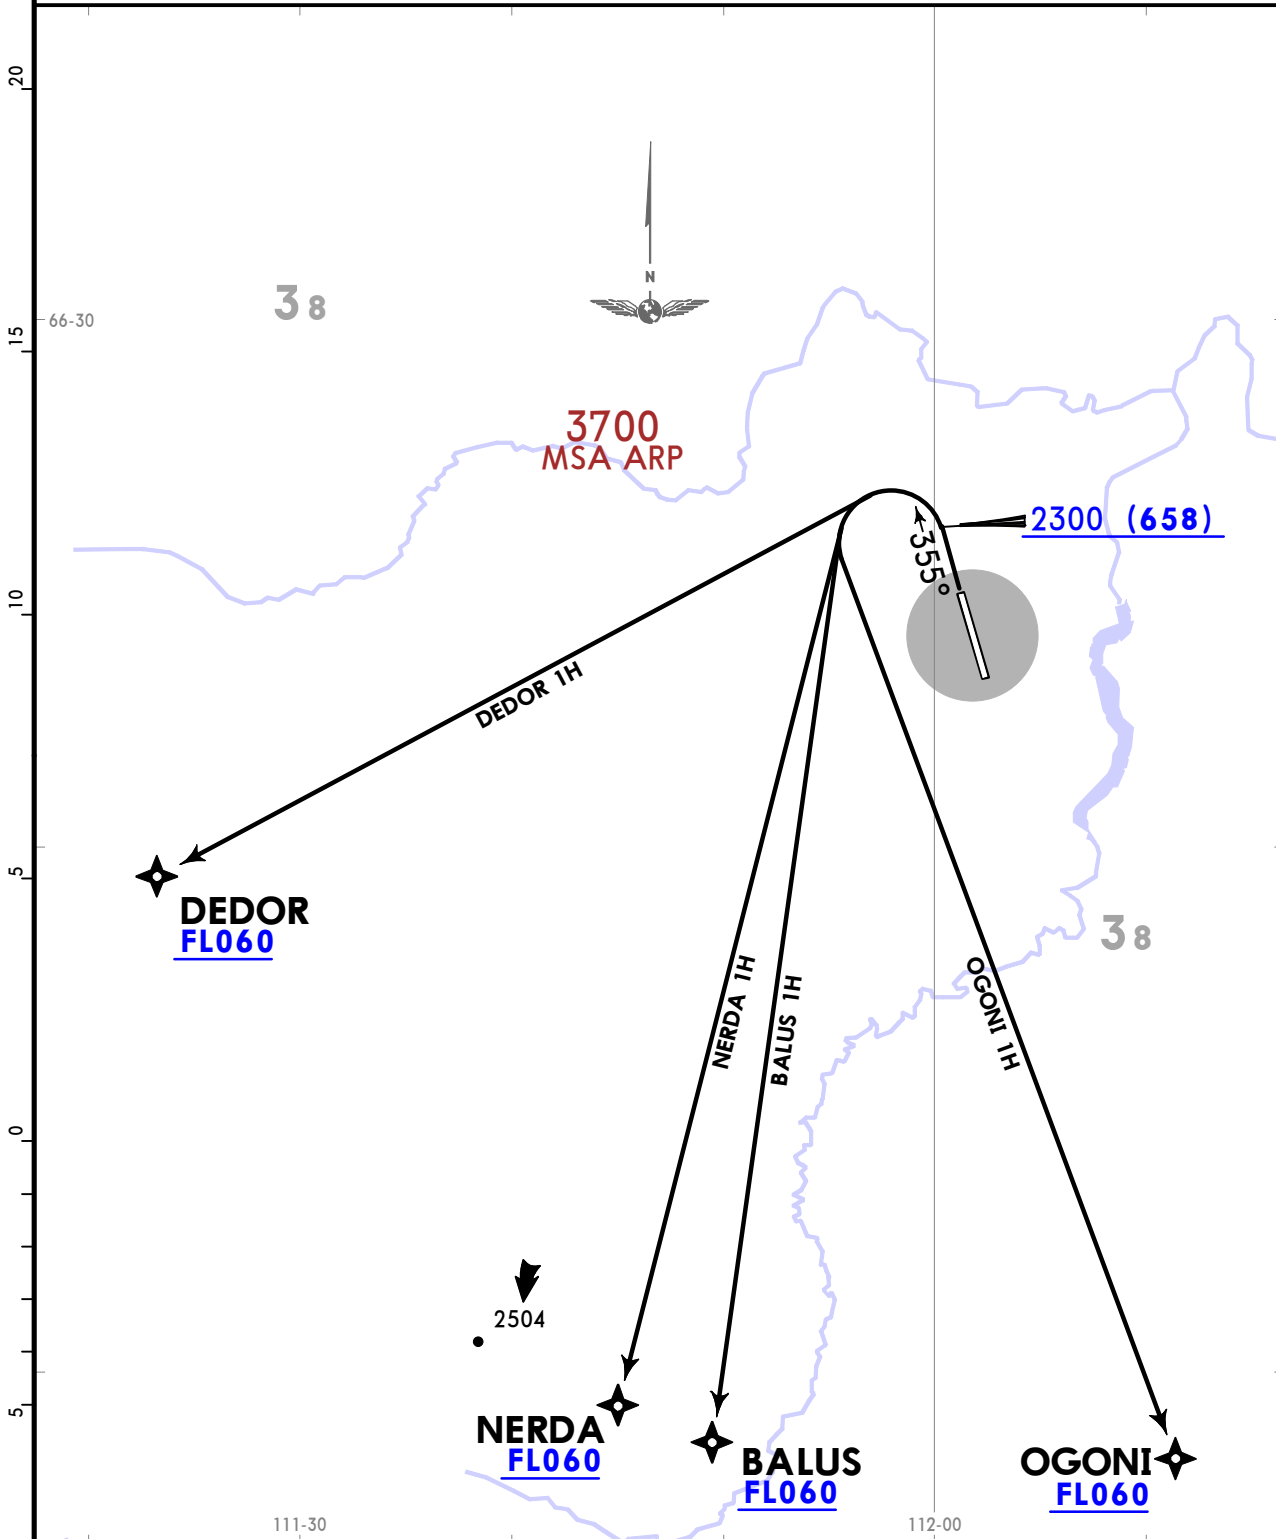 20
15
10
5
0
5
N
38
66-30
3700
MSA ARP
2300 (658)
355°
DEDOR 1H
DEDOR
FL060
38
NERDA 1H
BALUS 1H
OGONI 1H
2504
NERDA
FL060
BALUS
FL060
OGONI
FL060
111-30
112-00